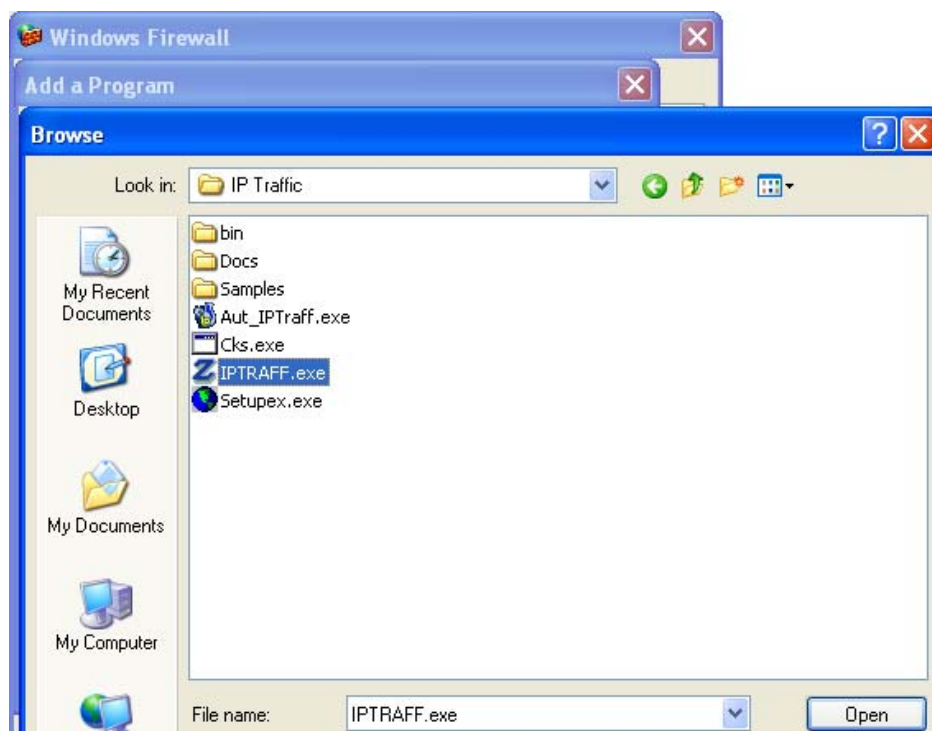 Windows Firewall
Add a Program
Browse
Look in:
IP Traffic
bin
Docs
Samples
Aut_IPTraff.exe
Cks.exe
IPTRAFF.exe
Setupex.exe
My Recent
Documents
Desktop
My Documents
My Computer
File name:
IPTRAFF.exe
Open